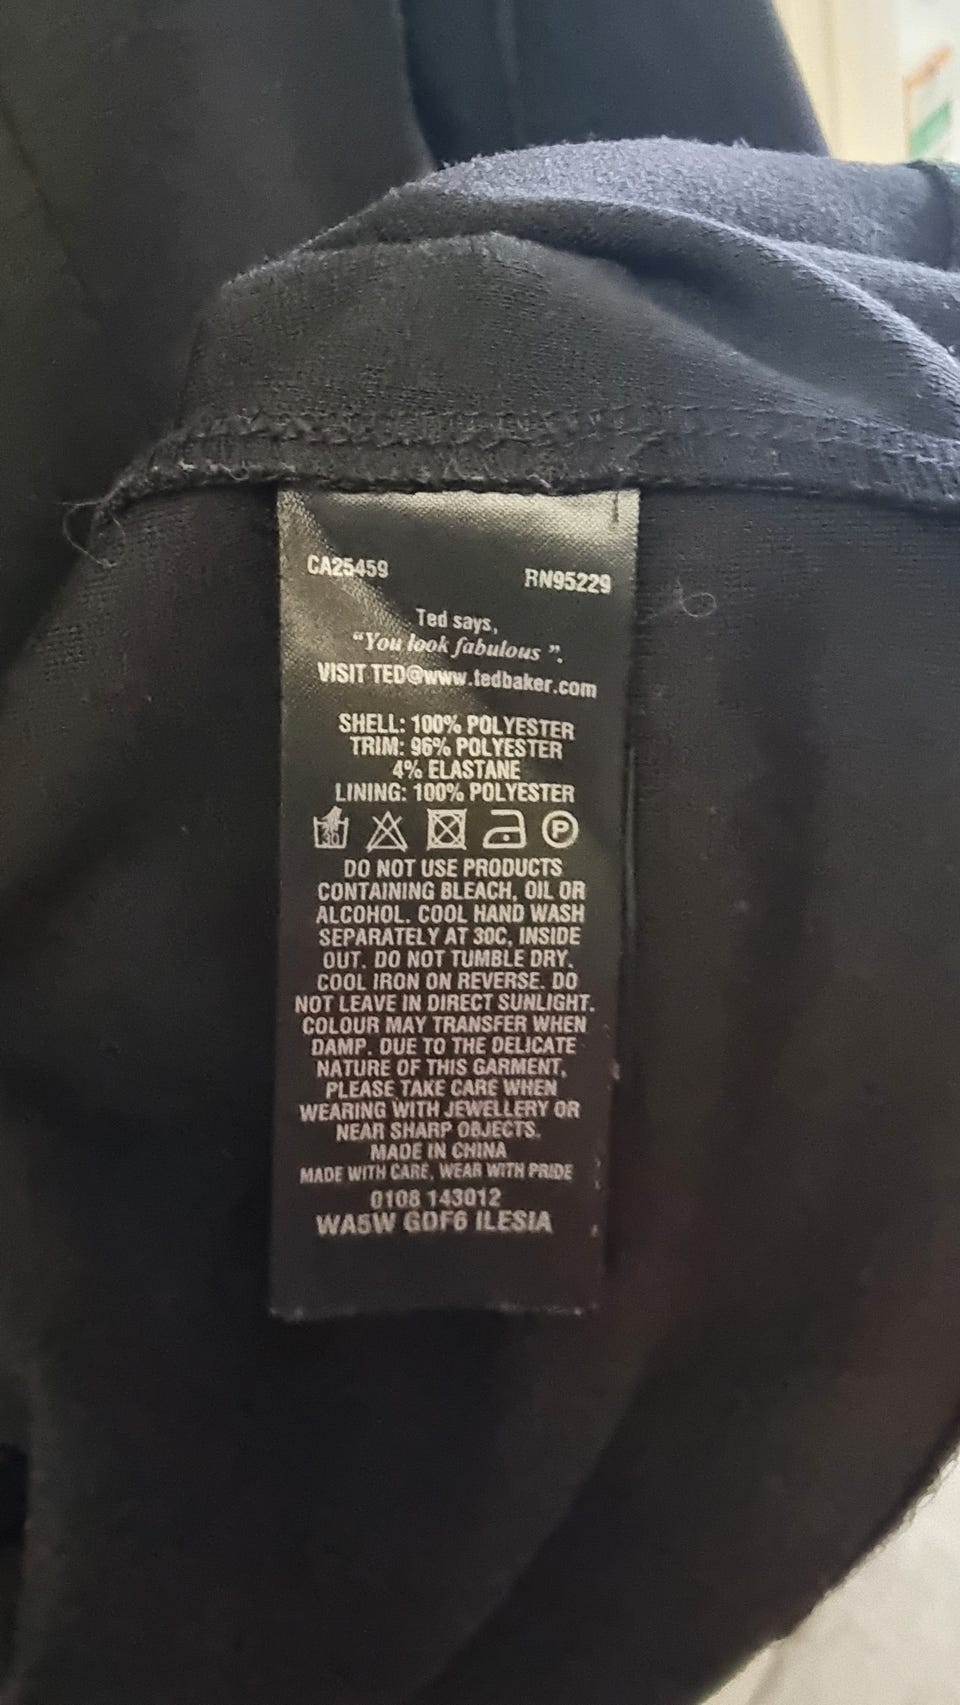 CA25459 RN95229
Ted says,
“You look fabulous ”.
VISIT TED@www.tedbaker.com
SHELL: 100% POLYESTER
TRIM: 96% POLYESTER
4% ELASTANE
LINING: 100% POLYESTER
30 P
DO NOT USE PRODUCTS
CONTAINING BLEACH, OIL OR
ALCOHOL. COOL HAND WASH
SEPARATELY AT 30C, INSIDE
OUT. DO NOT TUMBLE DRY.
COOL IRON ON REVERSE. DO
NOT LEAVE IN DIRECT SUNLIGHT.
COLOUR MAY TRANSFER WHEN
DAMP. DUE TO THE DELICATE
NATURE OF THIS GARMENT,
PLEASE TAKE CARE WHEN
WEARING WITH JEWELLERY OR
NEAR SHARP OBJECTS.
MADE IN CHINA
MADE WITH CARE, WEAR WITH PRIDE
0108 143012
WA5W GDF6 ILESIA